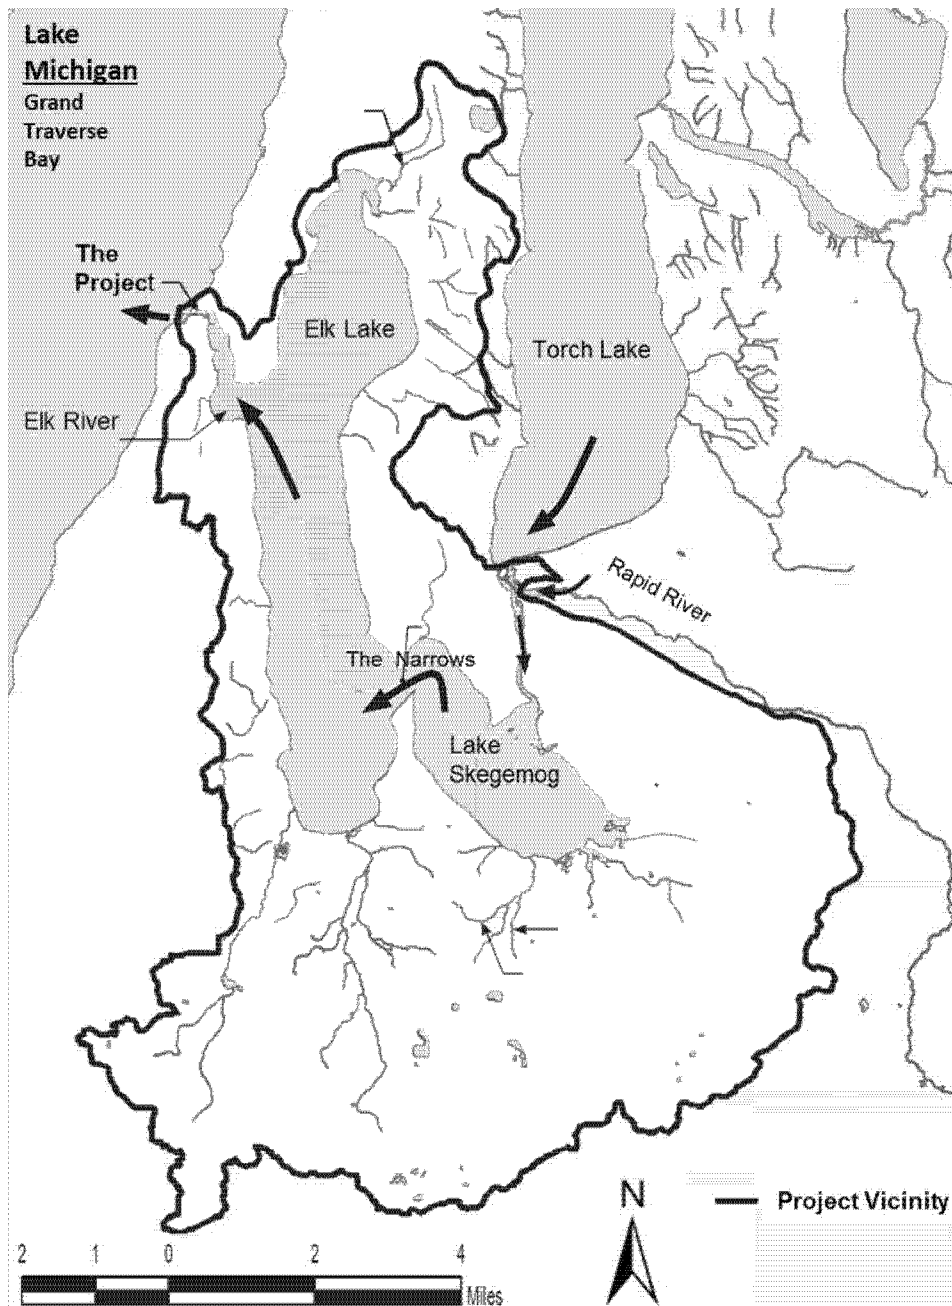 Lake
Michigan
Grand
Traverse
Bay
The
Project
Elk Lake
Torch Lake
Elk River
Rapid River
The Narrows
Lake
Skegemog
N
Project Vicinity
2 1 0 2 4
Miles